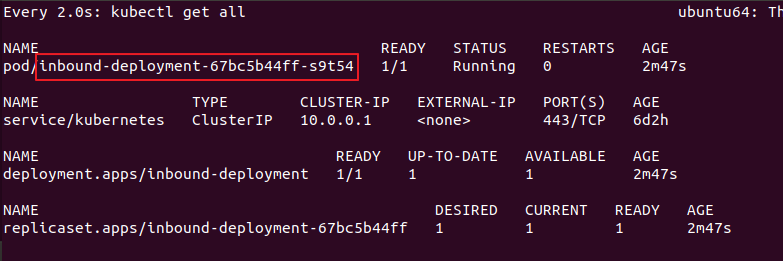 Every 2.0s: kubectl get all ubuntu64: Th
NAME READY STATUS RESTARTS AGE
pod/inbound-deployment-67bc5b44ff-s9t54 1/1 Running 0 2m47s
NAME TYPE CLUSTER-IP EXTERNAL-IP PORT(S) AGE
service/kubernetes ClusterIP 10.0.0.1 <none> 443/TCP 6d2h
NAME READY UP-TO-DATE AVAILABLE AGE
deployment.apps/inbound-deployment 1/1 1 1 2m47s
NAME DESIRED CURRENT READY AGE
replicaset.apps/inbound-deployment-67bc5b44ff 1 1 1 2m47s